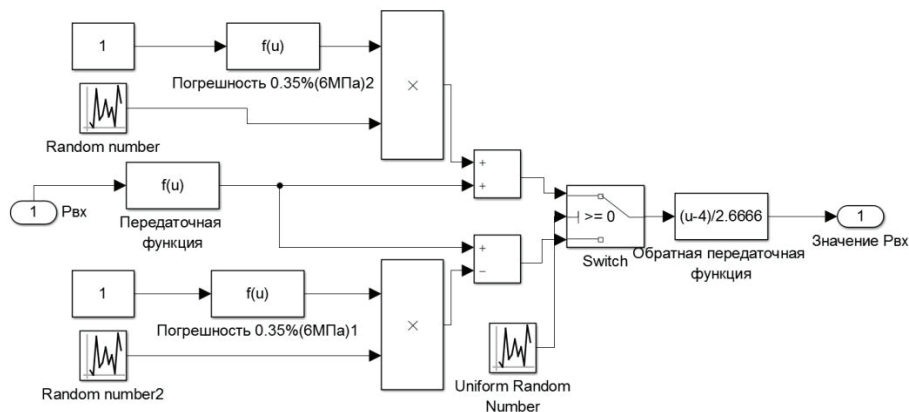 1
f(u)
Погрешность 0.35%(6МПа)2
×
Random number
+
+
1
Рвх
f(u)
Передаточная
функция
>= 0
Switch
(u-4)/2.6666
Обратная передаточная
функция
1
Значение Рвх
+
−
1
f(u)
Погрешность 0.35%(6МПа)1
×
Random number2
Uniform Random
Number